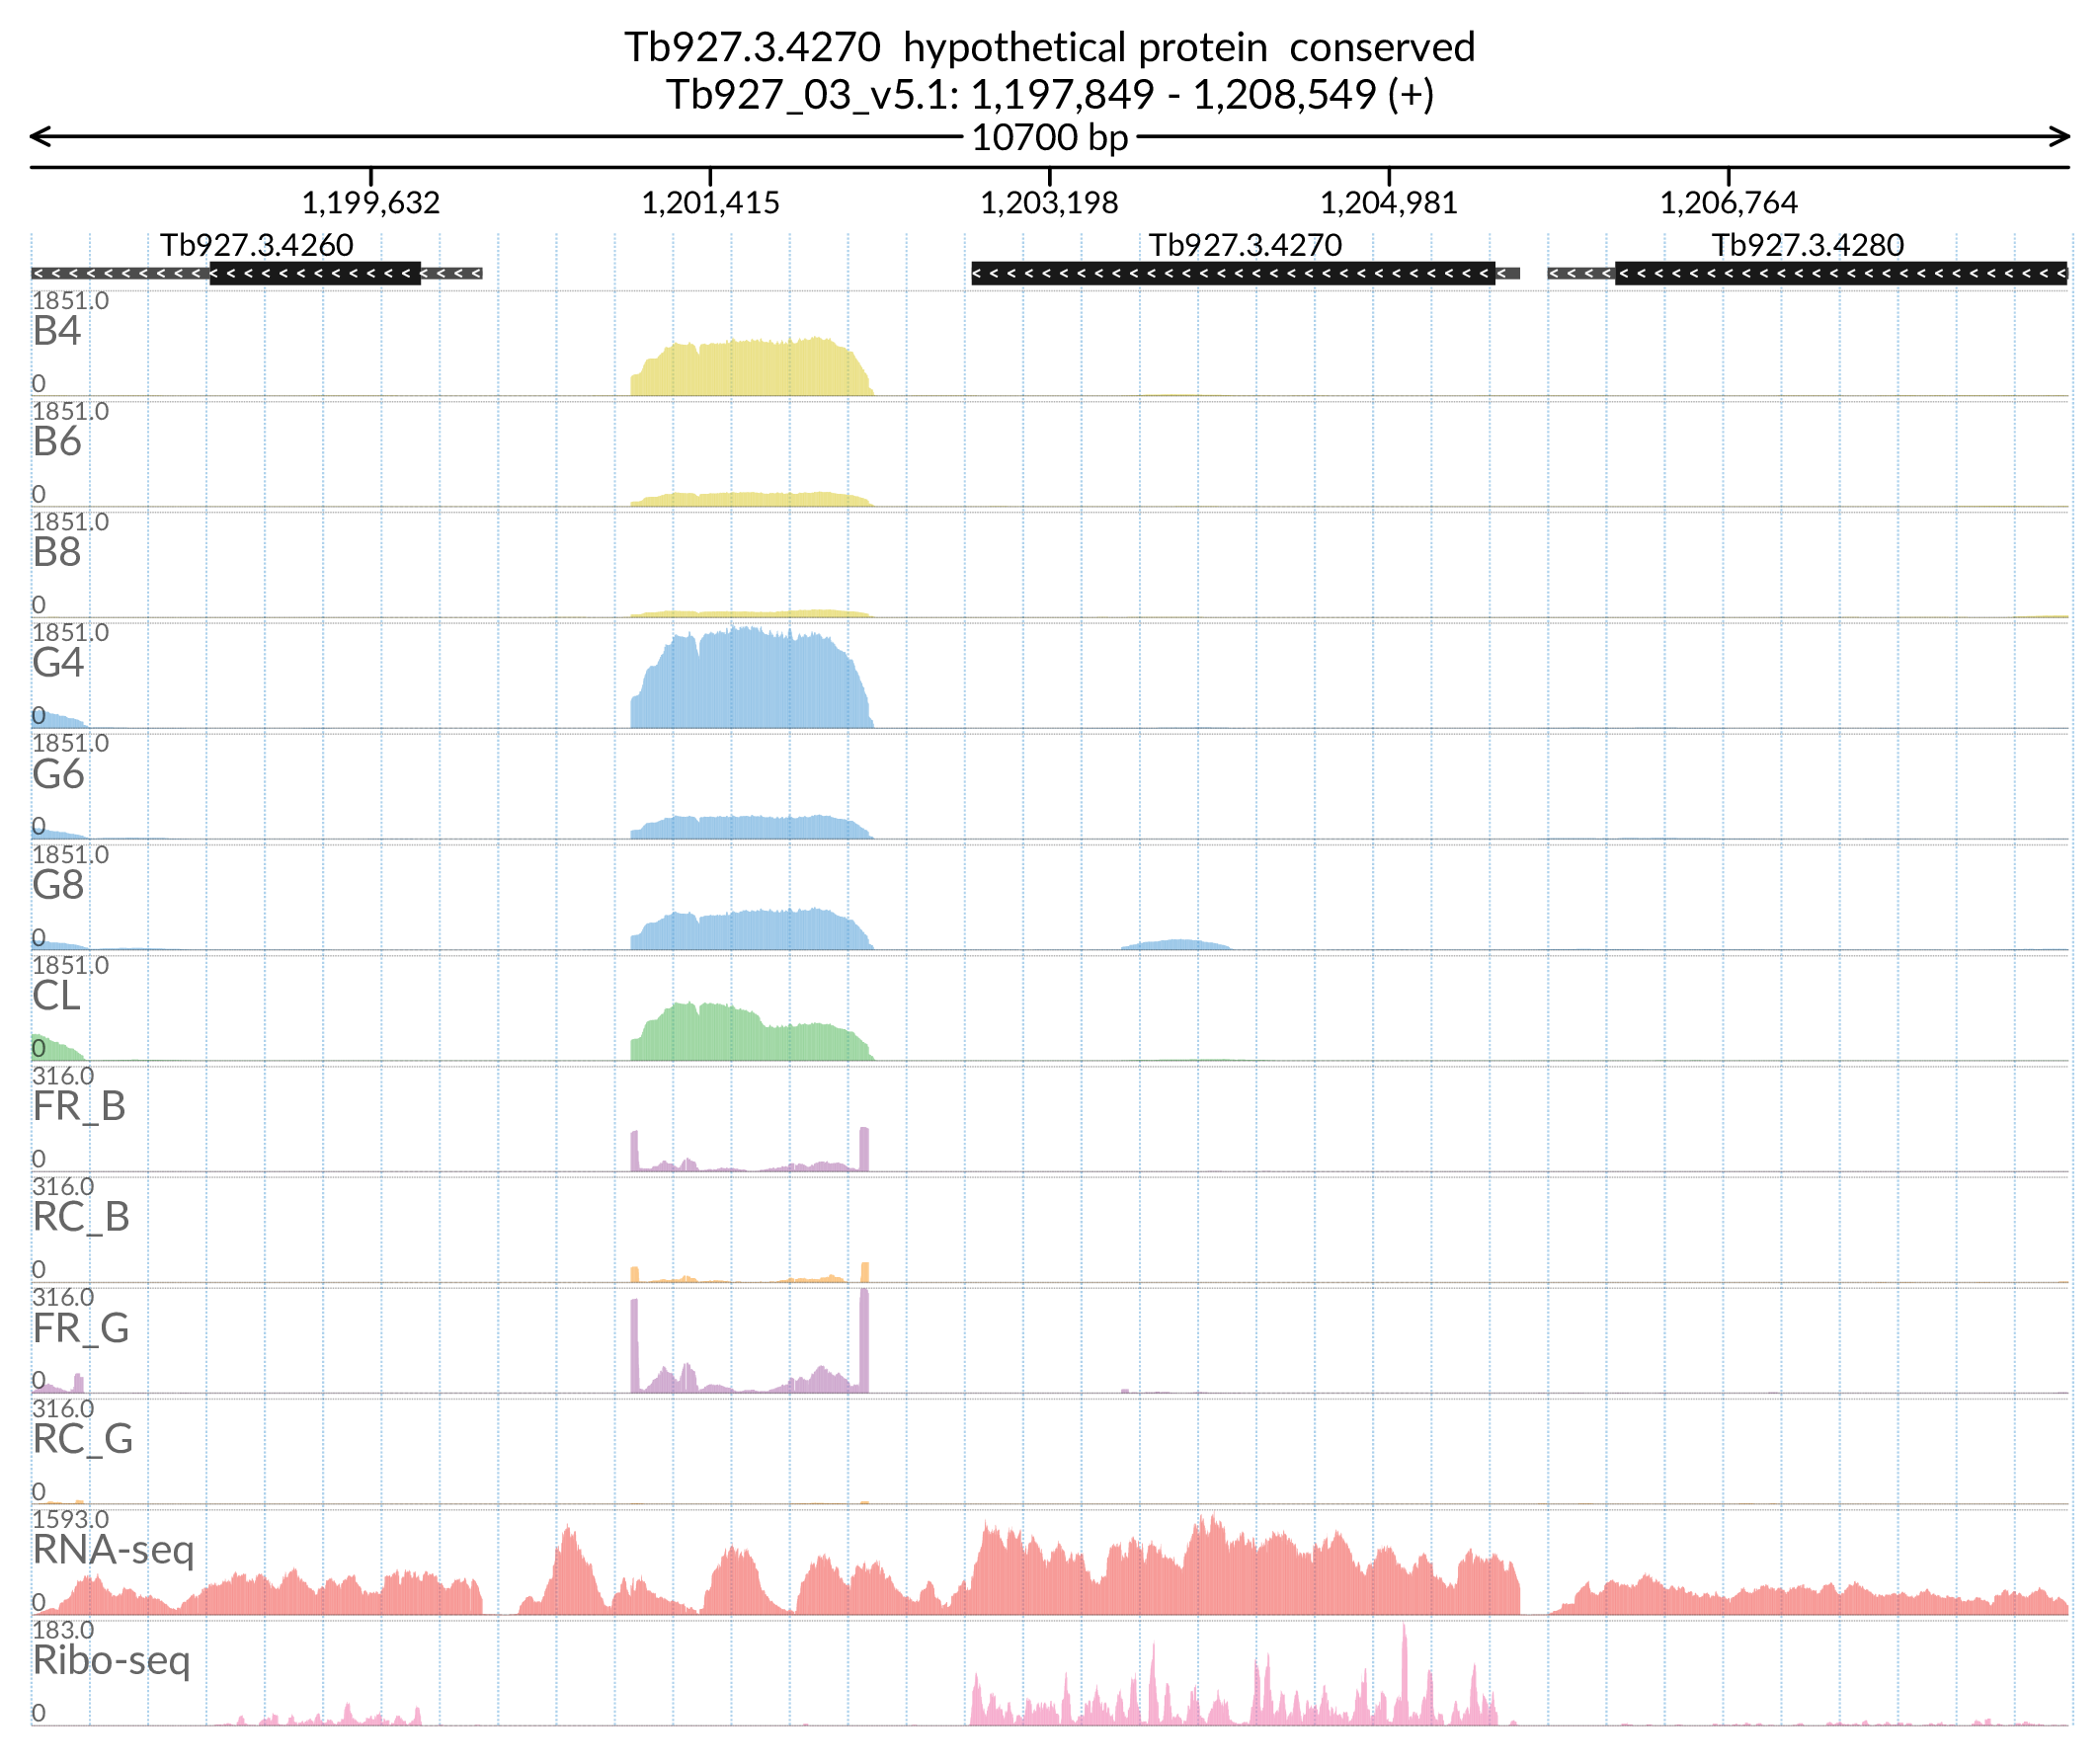 Tb927.3.4270 hypothetical protein conserved
Tb927_03_v5.1: 1,197,849 - 1,208,549 (+)
10700 bp
1,199,632 1,201,415 1,203,198 1,204,981 1,206,764
Tb927.3.4260 Tb927.3.4270 Tb927.3.4280
1851.0
B4
0
1851.0
B6
0
1851.0
B8
0
1851.0
G4
0
1851.0
G6
0
1851.0
G8
0
1851.0
CL
0
316.0
FR_B
0
316.0
RC_B
0
316.0
FR_G
0
316.0
RC_G
0
1593.0
RNA-seq
0
183.0
Ribo-seq
0